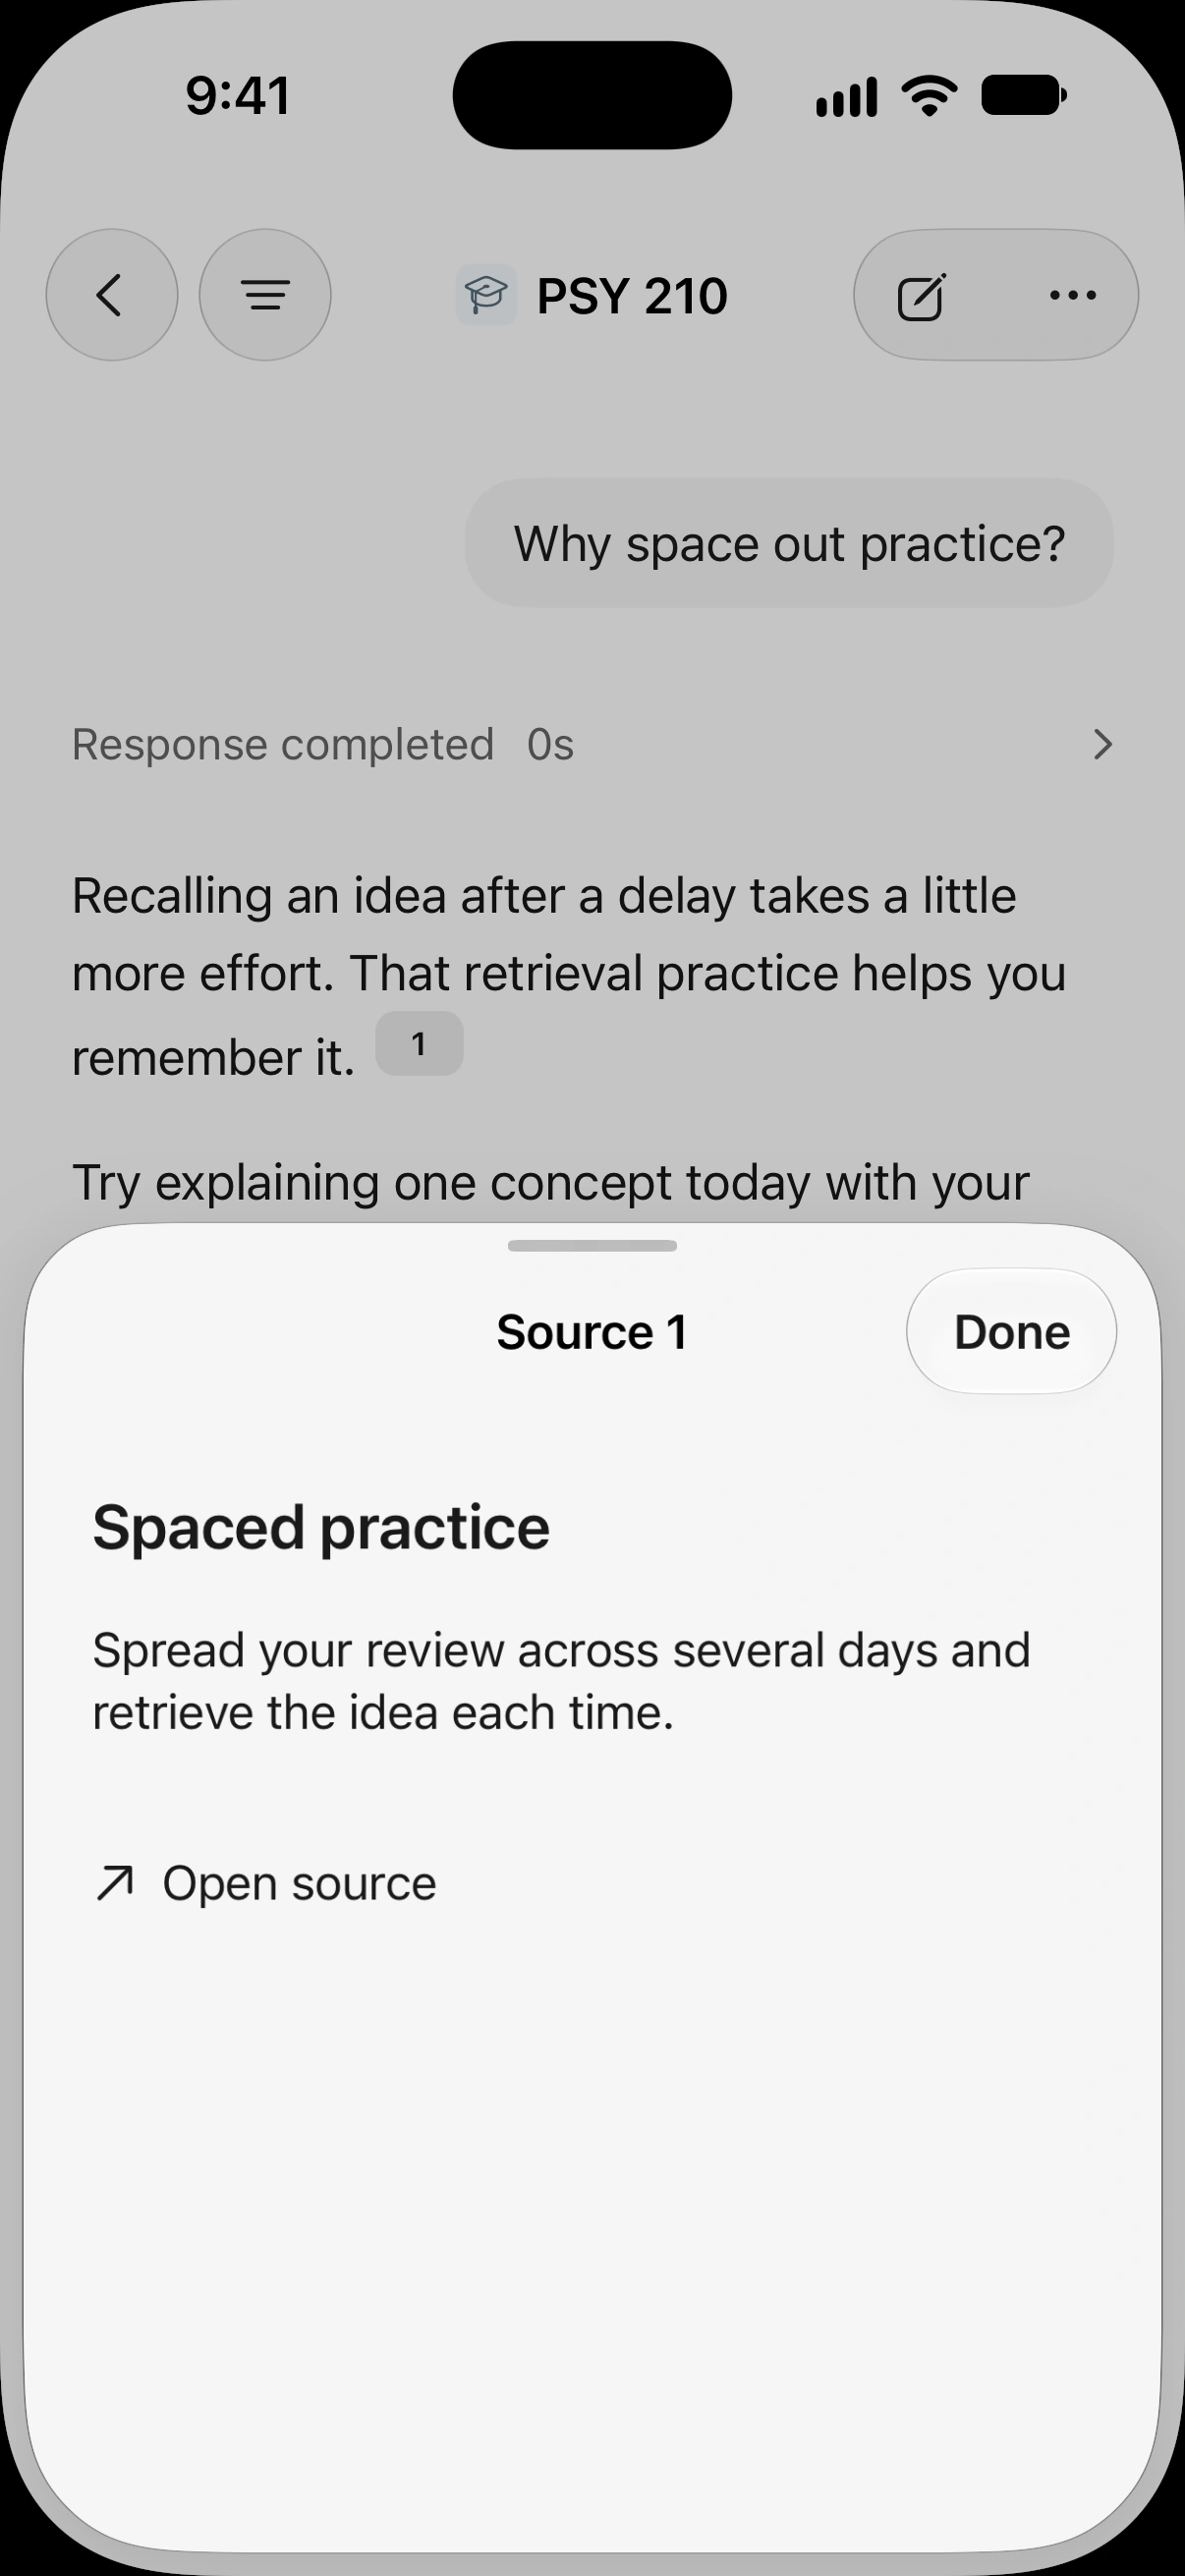 9:41
PSY 210
Why space out practice?
Response completed 0s
Recalling an idea after a delay takes a little
more effort. That retrieval practice helps you
remember it. 1
Try explaining one concept today with your
Source 1
Done
Spaced practice
Spread your review across several days and
retrieve the idea each time.
Open source